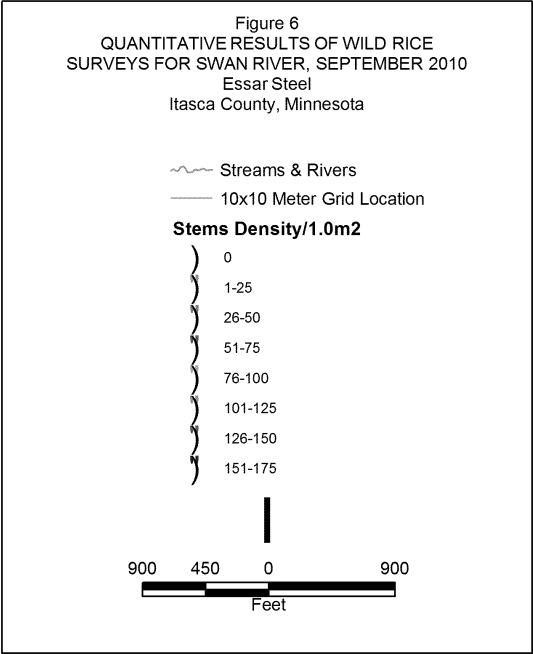 Figure 6
QUANTITATIVE RESULTS OF WILD RICE
SURVEYS FOR SWAN RIVER, SEPTEMBER 2010
Essar Steel
Itasca County, Minnesota
Streams & Rivers
10x10 Meter Grid Location
Stems Density/1.0m2
0
1-25
26-50
51-75
76-100
101-125
126-150
151-175
900 450 0 900
Feet